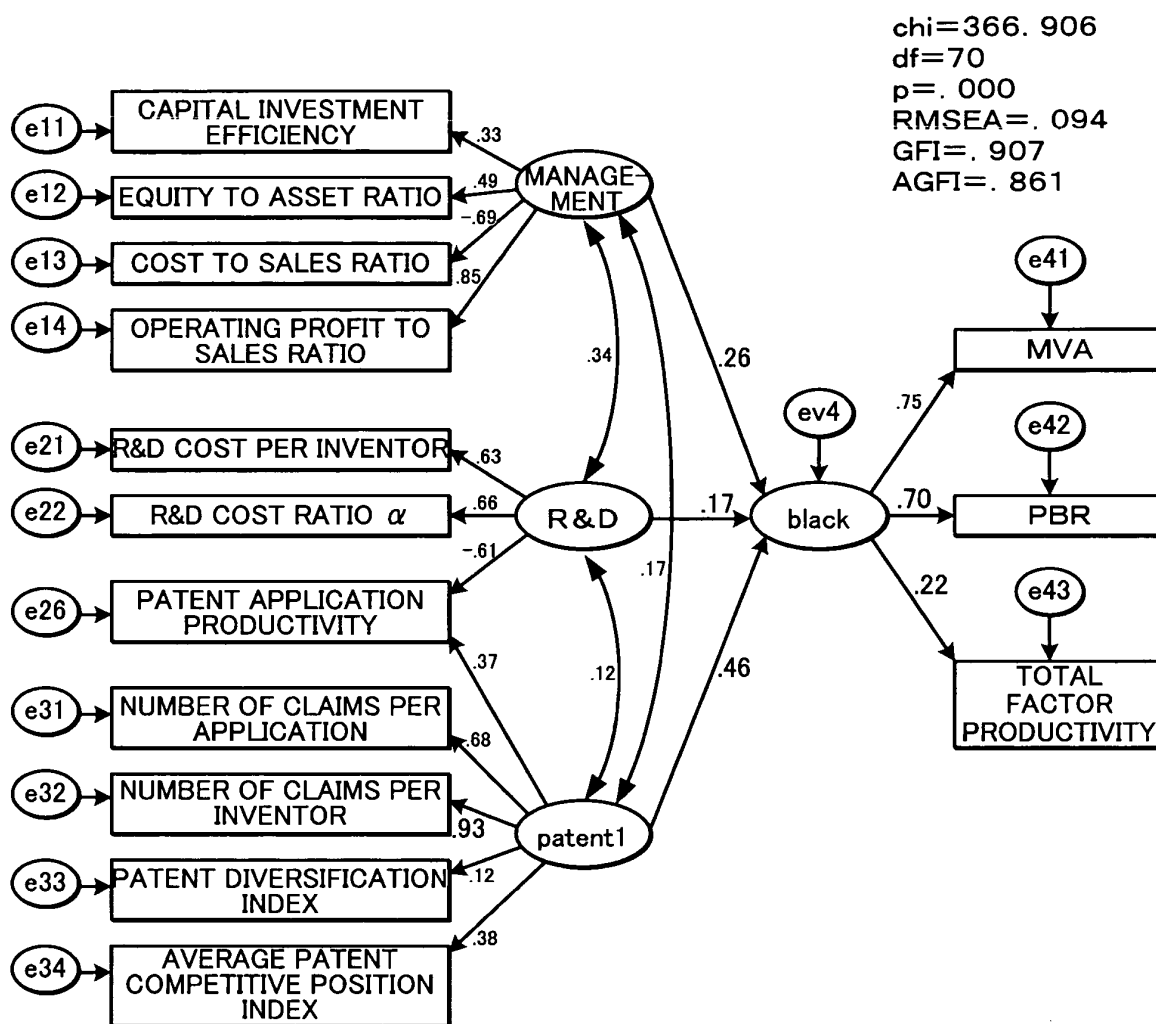 chi=366. 906
df=70
p=. 000
RMSEA=. 094
GFI=. 907
AGFI=. 861
e11
CAPITAL INVESTMENT
EFFICIENCY
.33
e12
EQUITY TO ASSET RATIO
.49
e13
COST TO SALES RATIO
-.69
e14
OPERATING PROFIT TO
SALES RATIO
.85
MANAGE-
MENT
.34
.26
.17
e21
R&D COST PER INVENTOR
.63
e22
R&D COST RATIO α
.66
-.61
R&D
.17
.12
e26
PATENT APPLICATION
PRODUCTIVITY
.37
e31
NUMBER OF CLAIMS PER
APPLICATION
.68
e32
NUMBER OF CLAIMS PER
INVENTOR
.93
e33
PATENT DIVERSIFICATION
INDEX
.12
e34
AVERAGE PATENT
COMPETITIVE POSITION
INDEX
.38
patent1
.46
ev4
black
.75
.70
.22
e41
MVA
e42
PBR
e43
TOTAL
FACTOR
PRODUCTIVITY